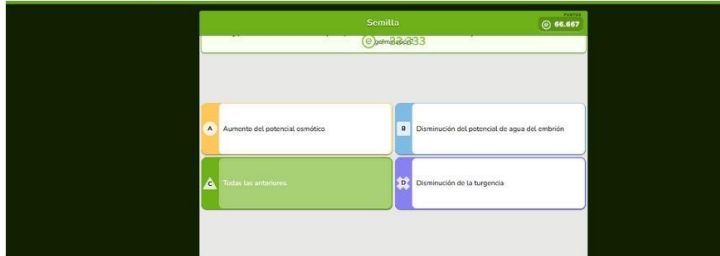 Semilla
PUNTOS
66.667
A
Aumento del potencial osmótico
B
Disminución del potencial de agua del embrión
C
Todas las anteriores.
D
Disminución de la turgencia